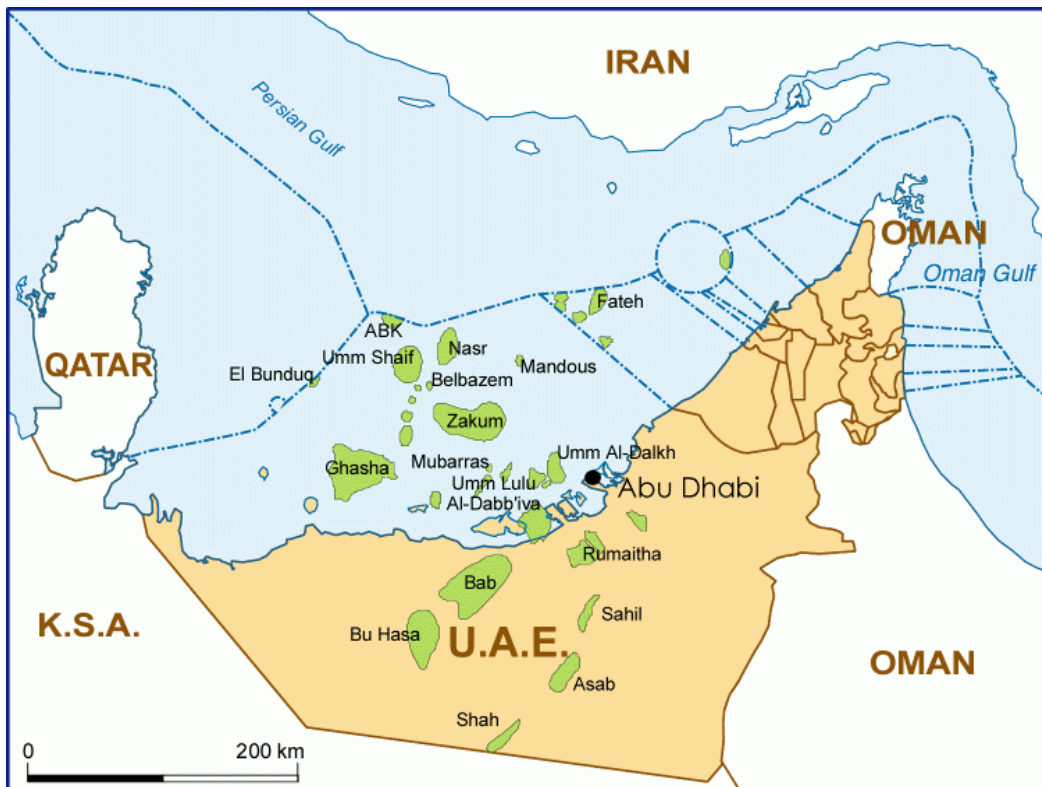 IRAN
Persian Gulf
OMAN
Oman Gulf
QATAR
Fateh
ABK
Umm Shaif
Nasr
Mandous
El Bunduq
Belbazem
Zakum
Ghasha
Mubarras
Umm Al-Dalkh
Umm Lulu
Abu Dhabi
Al-Dabb'iva
Rumaitha
Bab
Sahil
K.S.A.
Bu Hasa
U.A.E.
OMAN
Asab
Shah
0
200 km